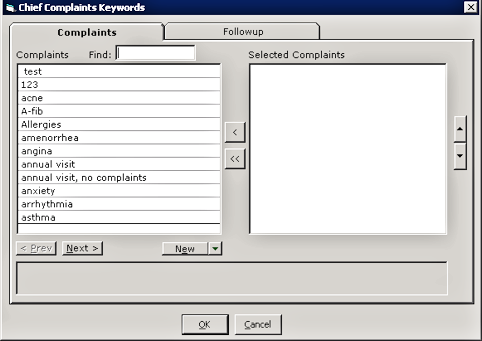 Chief Complaints Keywords
Complaints Followup
Complaints Find: Selected Complaints
test
123
acne
A-fib
Allergies
amenorrhea
angina
annual visit
annual visit, no complaints
anxiety
arrhythmia
asthma
<
<<
< Prev Next > New
OK Cancel